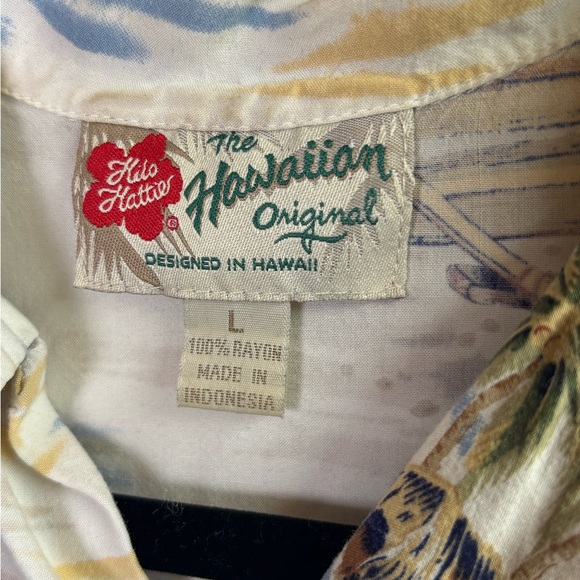 Hilo
Hattie
®
The
Hawaiian
Original
DESIGNED IN HAWAII
L
100% RAYON
MADE IN
INDONESIA